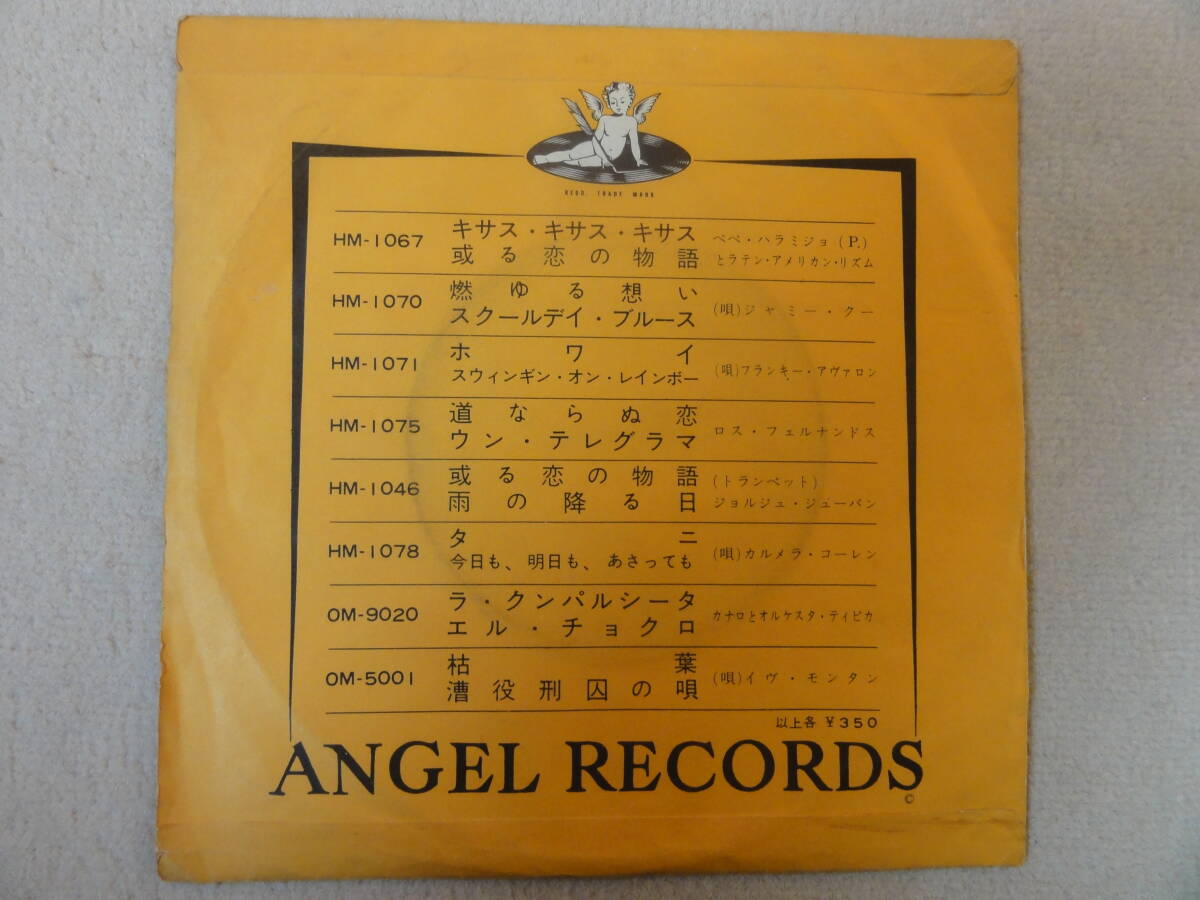 REGD. TRADE MARK
HM-1067 キサス・キサス・キサス ペペ・ハラミジョ(P.)
或る恋の物語 とラテン・アメリカン・リズム
HM-1070 燃ゆる想い (唄)ジャミー・クー
スクールデイ・ブルース
HM-1071 ホワイ (唄)フランキー・アヴァロン
スウィンギン・オン・レインボー
HM-1075 道ならぬ恋 ロス・フェルナンドス
ウン・テレグラマ
HM-1046 或る恋の物語 (トランペット)
雨の降る日 ジョルジュ・ジューバン
HM-1078 タニ (唄)カルメラ・コーレン
今日も、明日も、あさっても
OM-9020 ラ・クンパルシータ カナロとオルケスタ・ティピカ
エル・チョクロ
OM-5001 枯葉 (唄)イヴ・モンタン
漕役刑囚の唄
以上各 ¥350
ANGEL RECORDS
©